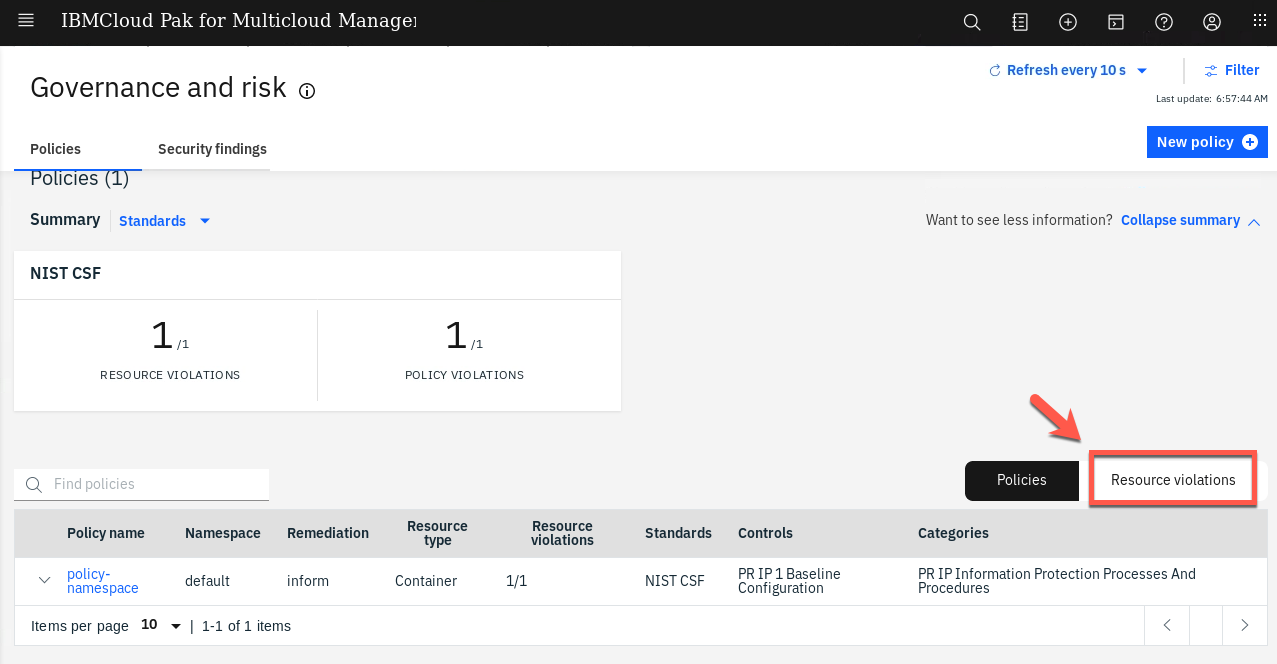 IBMCloud Pak for Multicloud Manager
Governance and risk
Refresh every 10 s
Filter
Last update: 6:57:44 AM
Policies
Security findings
New policy
Policies (1)
Summary
Standards
Want to see less information? Collapse summary
NIST CSF
1 /1
RESOURCE VIOLATIONS
1 /1
POLICY VIOLATIONS
Find policies
Policies
Resource violations
Policy name
Namespace
Remediation
Resource
type
Resource
violations
Standards
Controls
Categories
policy-
namespace
default
inform
Container
1/1
NIST CSF
PR IP 1 Baseline
Configuration
PR IP Information Protection Processes And
Procedures
Items per page 10 | 1-1 of 1 items